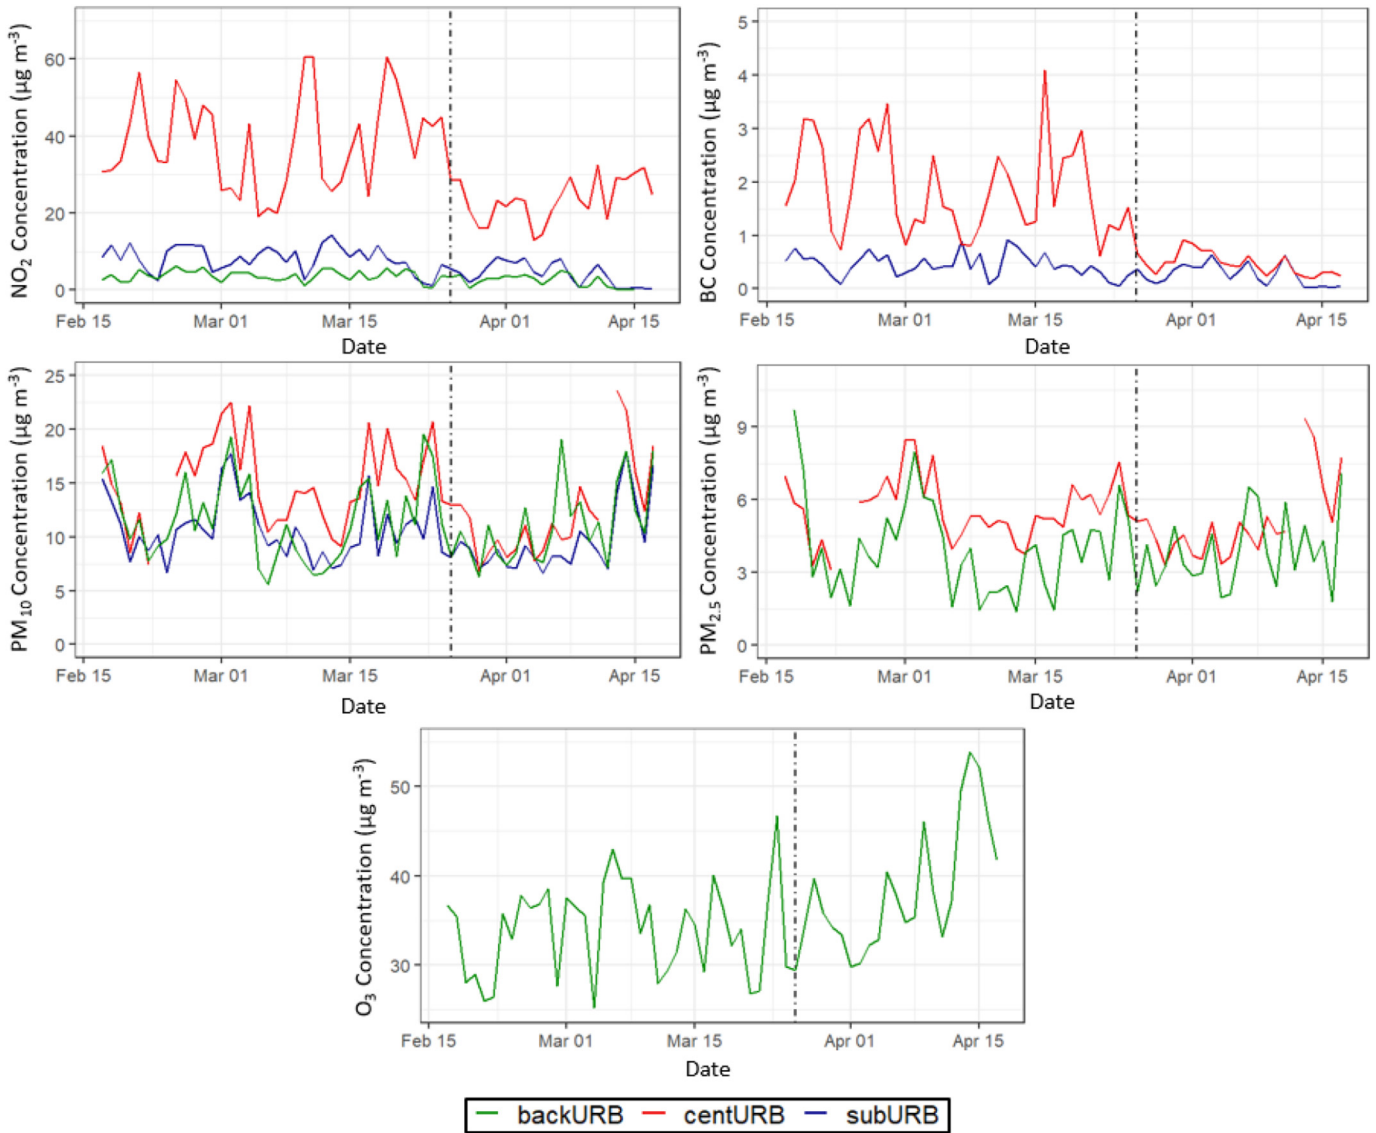 NO₂ Concentration (µg m⁻³)
60
40
20
0
Feb 15 Mar 01 Mar 15 Apr 01 Apr 15
Date
BC Concentration (µg m⁻³)
5
4
3
2
1
0
Feb 15 Mar 01 Mar 15 Apr 01 Apr 15
Date
PM₁₀ Concentration (µg m⁻³)
25
20
15
10
5
0
Feb 15 Mar 01 Mar 15 Apr 01 Apr 15
Date
PM₂.₅ Concentration (µg m⁻³)
9
6
3
0
Feb 15 Mar 01 Mar 15 Apr 01 Apr 15
Date
O₃ Concentration (µg m⁻³)
50
40
30
Feb 15 Mar 01 Mar 15 Apr 01 Apr 15
Date
backURB centURB subURB